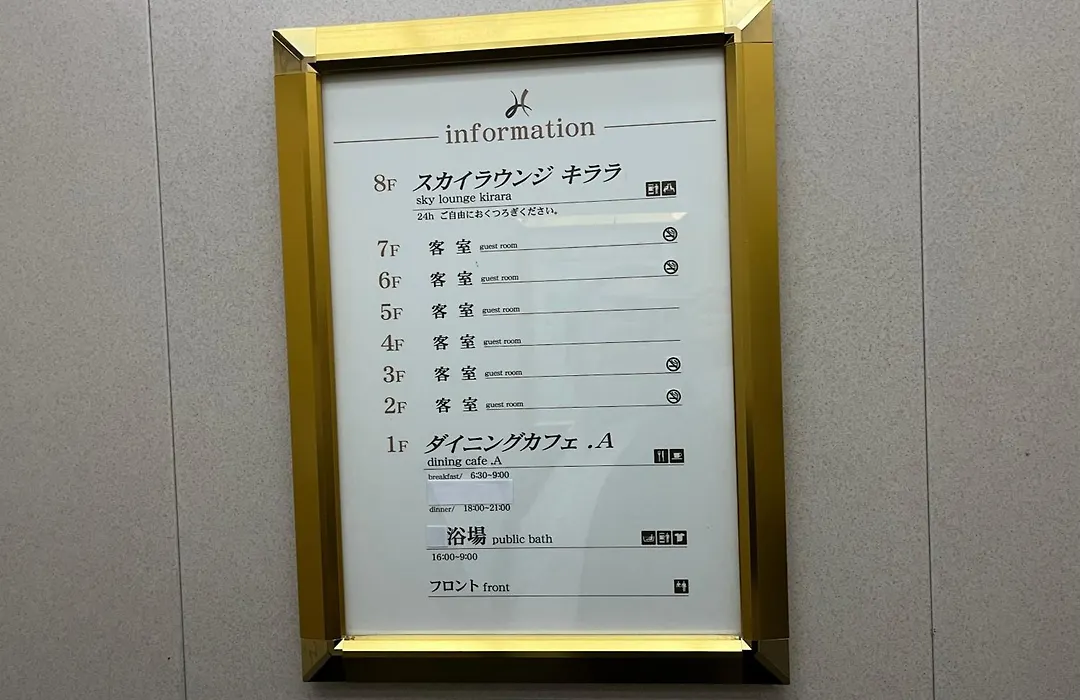 information
8F スカイラウンジ キララ
sky lounge kirara
24h ご自由におくつろぎください。
7F 客室 guest room
6F 客室 guest room
5F 客室 guest room
4F 客室 guest room
3F 客室 guest room
2F 客室 guest room
1F ダイニングカフェ .A
dining cafe .A
breakfast/ 6:30~9:00
dinner/ 18:00~21:00
浴場 public bath
16:00~9:00
フロント front